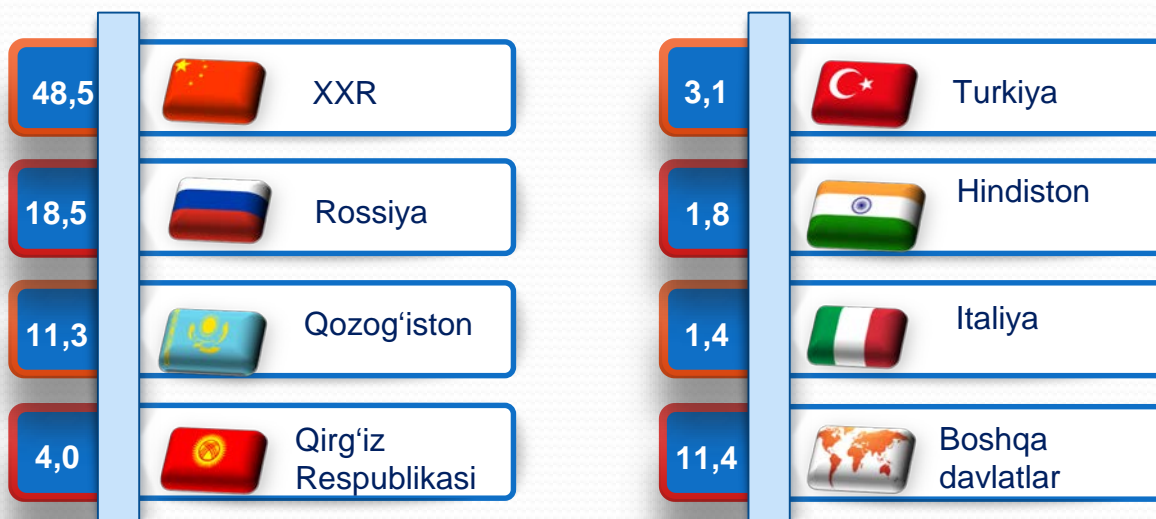 48,5
XXR
18,5
Rossiya
11,3
Qozog‘iston
4,0
Qirg‘iz
Respublikasi
3,1
Turkiya
1,8
Hindiston
1,4
Italiya
11,4
Boshqa
davlatlar